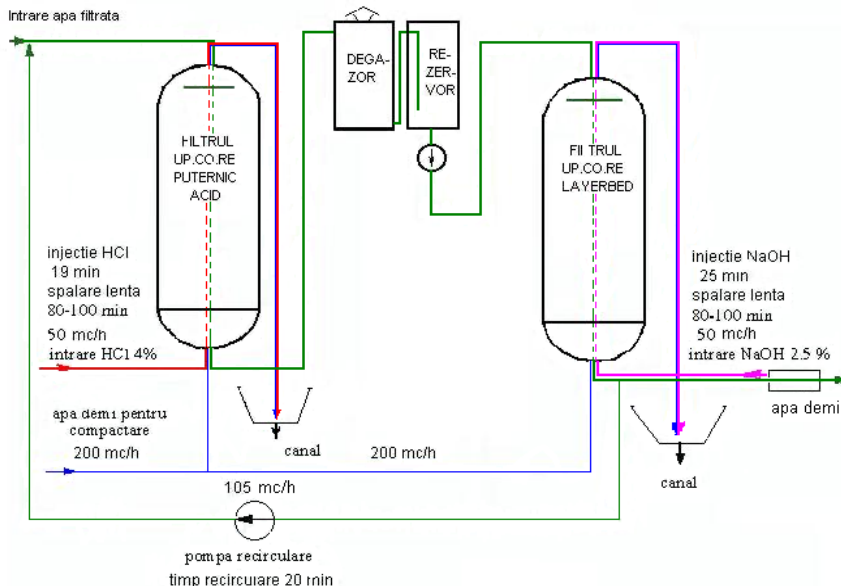 Intrare apa filtrata
DEGA-
ZOR
RE-
ZER-
VOR
FILTRUL
UP.CO.RE
PUTERNIC
ACID
FILTRUL
UP.CO.RE
LAYERBED
injectie HCl
19 min
spalare lenta
80-100 min
50 mc/h
intrare HCl 4%
injectie NaOH
25 min
spalare lenta
80-100 min
50 mc/h
intrare NaOH 2.5 %
apa demi
apa demi pentru
compactare
200 mc/h
canal
200 mc/h
canal
105 mc/h
pompa recirculare
timp recirculare 20 min